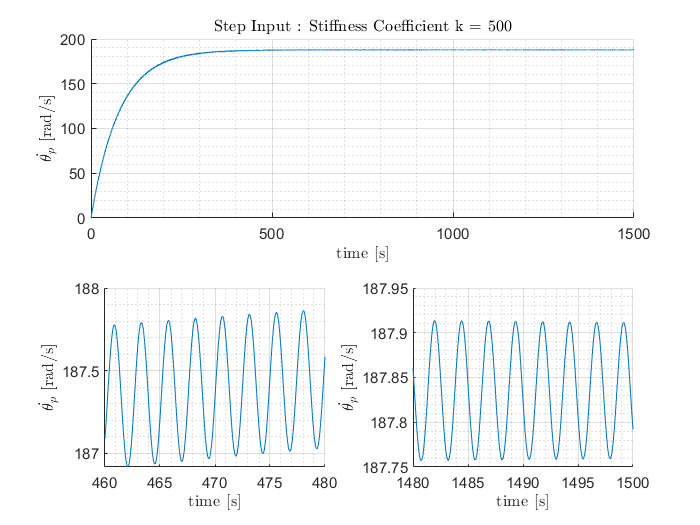 Step Input : Stiffness Coefficient k = 500
200
150
100
50
0
θ̇p [rad/s]
0 500 1000 1500
time [s]
188
187.5
187
θ̇p [rad/s]
460 465 470 475 480
time [s]
187.95
187.9
187.85
187.8
187.75
θ̇p [rad/s]
1480 1485 1490 1495 1500
time [s]